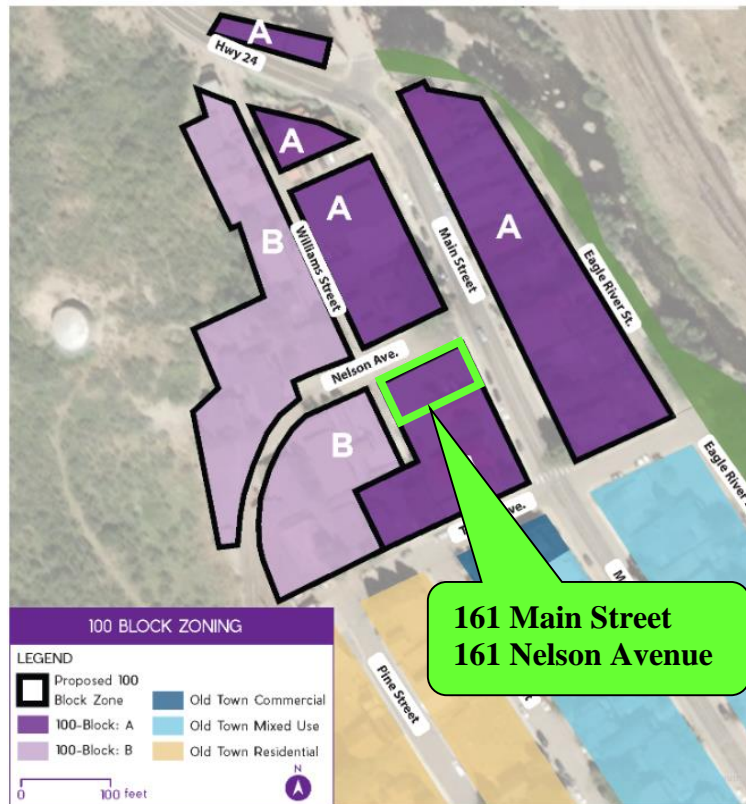 A
Hwy 24
A
A
B
Williams Street
Main Street
A
Eagle River St.
Nelson Ave.
B
Eagle River
Ave.
161 Main Street
161 Nelson Avenue
Pine Street
100 BLOCK ZONING
LEGEND
Proposed 100
Block Zone
100-Block: A
100-Block: B
Old Town Commercial
Old Town Mixed Use
Old Town Residential
0 100 feet
N